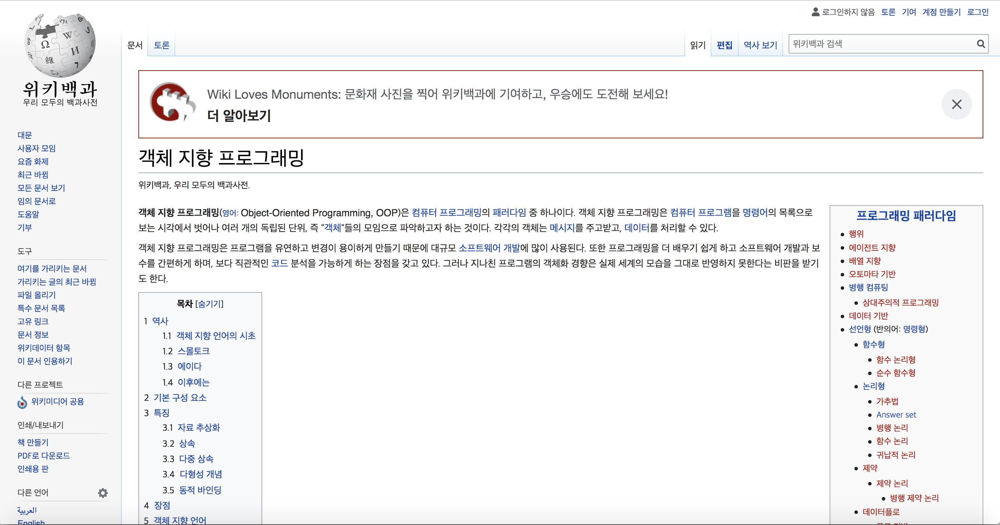 로그인하지 않음 토론 기여 계정 만들기 로그인
위키백과
우리 모두의 백과사전
문서 토론 읽기 편집 역사 보기 위키백과 검색
Wiki Loves Monuments: 문화재 사진을 찍어 위키백과에 기여하고, 우승에도 도전해 보세요!
더 알아보기
대문
사용자 모임
요즘 화제
최근 바뀜
모든 문서 보기
임의 문서로
도움말
기부
도구
여기를 가리키는 문서
가리키는 글의 최근 바뀜
파일 올리기
특수 문서 목록
고유 링크
문서 정보
위키데이터 항목
이 문서 인용하기
다른 프로젝트
위키미디어 공용
인쇄/내보내기
책 만들기
PDF로 다운로드
인쇄용 판
다른 언어
العربية
English
객체 지향 프로그래밍
위키백과, 우리 모두의 백과사전.
객체 지향 프로그래밍(영어: Object-Oriented Programming, OOP)은 컴퓨터 프로그래밍의 패러다임 중 하나이다. 객체 지향 프로그래밍은 컴퓨터 프로그램을 명령어의 목록으로
보는 시각에서 벗어나 여러 개의 독립된 단위, 즉 "객체"들의 모임으로 파악하고자 하는 것이다. 각각의 객체는 메시지를 주고받고, 데이터를 처리할 수 있다.
객체 지향 프로그래밍은 프로그램을 유연하고 변경이 용이하게 만들기 때문에 대규모 소프트웨어 개발에 많이 사용된다. 또한 프로그래밍을 더 배우기 쉽게 하고 소프트웨어 개발과 보
수를 간편하게 하며, 보다 직관적인 코드 분석을 가능하게 하는 장점을 갖고 있다. 그러나 지나친 프로그램의 객체화 경향은 실제 세계의 모습을 그대로 반영하지 못한다는 비판을 받기
도 한다.
목차 [숨기기]
1 역사
1.1 객체 지향 언어의 시초
1.2 스몰토크
1.3 에이다
1.4 이후에는
2 기본 구성 요소
3 특징
3.1 자료 추상화
3.2 상속
3.3 다중 상속
3.4 다형성 개념
3.5 동적 바인딩
4 장점
5 객체 지향 언어
프로그래밍 패러다임
행위
에이전트 지향
배열 지향
오토마타 기반
병행 컴퓨팅
상대주의적 프로그래밍
데이터 기반
선언형 (반의어: 명령형)
함수형
함수 논리형
순수 함수형
논리형
가추법
Answer set
병행 논리
함수 논리
귀납적 논리
제약
제약 논리
병행 제약 논리
데이터플로